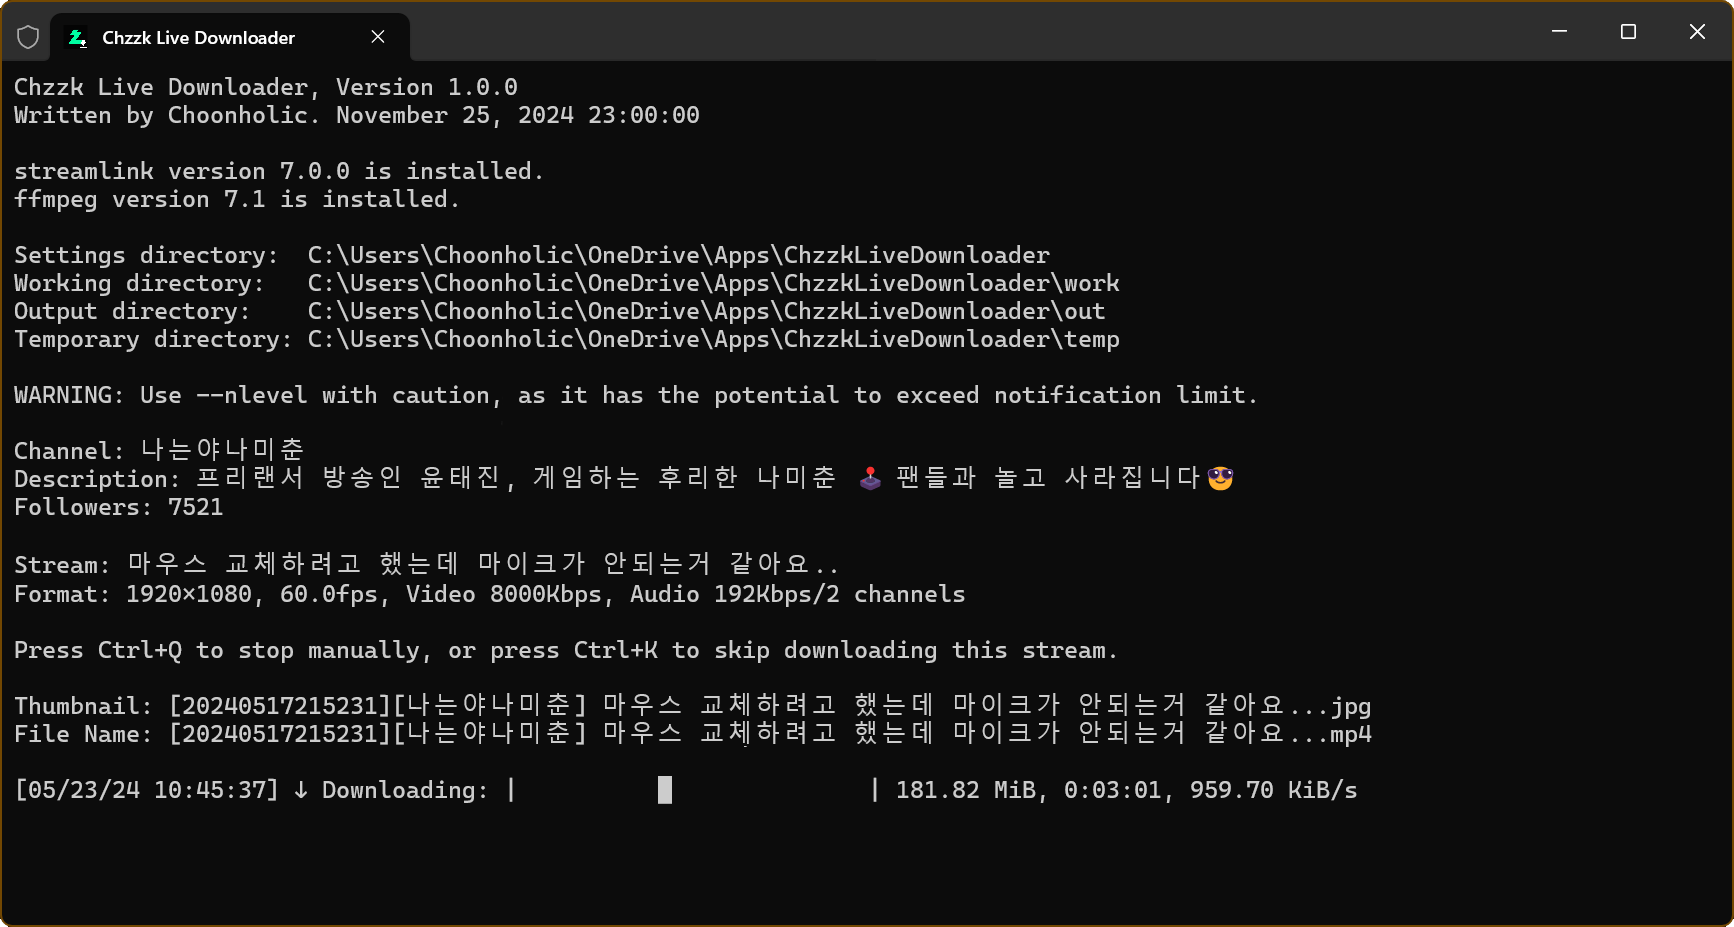 Chzzk Live Downloader
Chzzk Live Downloader, Version 1.0.0
Written by Choonholic. November 25, 2024 23:00:00
streamlink version 7.0.0 is installed.
ffmpeg version 7.1 is installed.
Settings directory:  C:\Users\Choonholic\OneDrive\Apps\ChzzkLiveDownloader
Working directory:   C:\Users\Choonholic\OneDrive\Apps\ChzzkLiveDownloader\work
Output directory:    C:\Users\Choonholic\OneDrive\Apps\ChzzkLiveDownloader\out
Temporary directory: C:\Users\Choonholic\OneDrive\Apps\ChzzkLiveDownloader\temp
WARNING: Use --nlevel with caution, as it has the potential to exceed notification limit.
Channel: 나는야나미춘
Description: 프리랜서 방송인 윤태진, 게임하는 후리한 나미춘 🕹️ 팬들과 놀고 사라집니다😎
Followers: 7521
Stream: 마우스 교체하려고 했는데 마이크가 안되는거 같아요..
Format: 1920×1080, 60.0fps, Video 8000Kbps, Audio 192Kbps/2 channels
Press Ctrl+Q to stop manually, or press Ctrl+K to skip downloading this stream.
Thumbnail: [20240517215231][나는야나미춘] 마우스 교체하려고 했는데 마이크가 안되는거 같아요...jpg
File Name: [20240517215231][나는야나미춘] 마우스 교체하려고 했는데 마이크가 안되는거 같아요...mp4
[05/23/24 10:45:37] ↓ Downloading: |          █              | 181.82 MiB, 0:03:01, 959.70 KiB/s